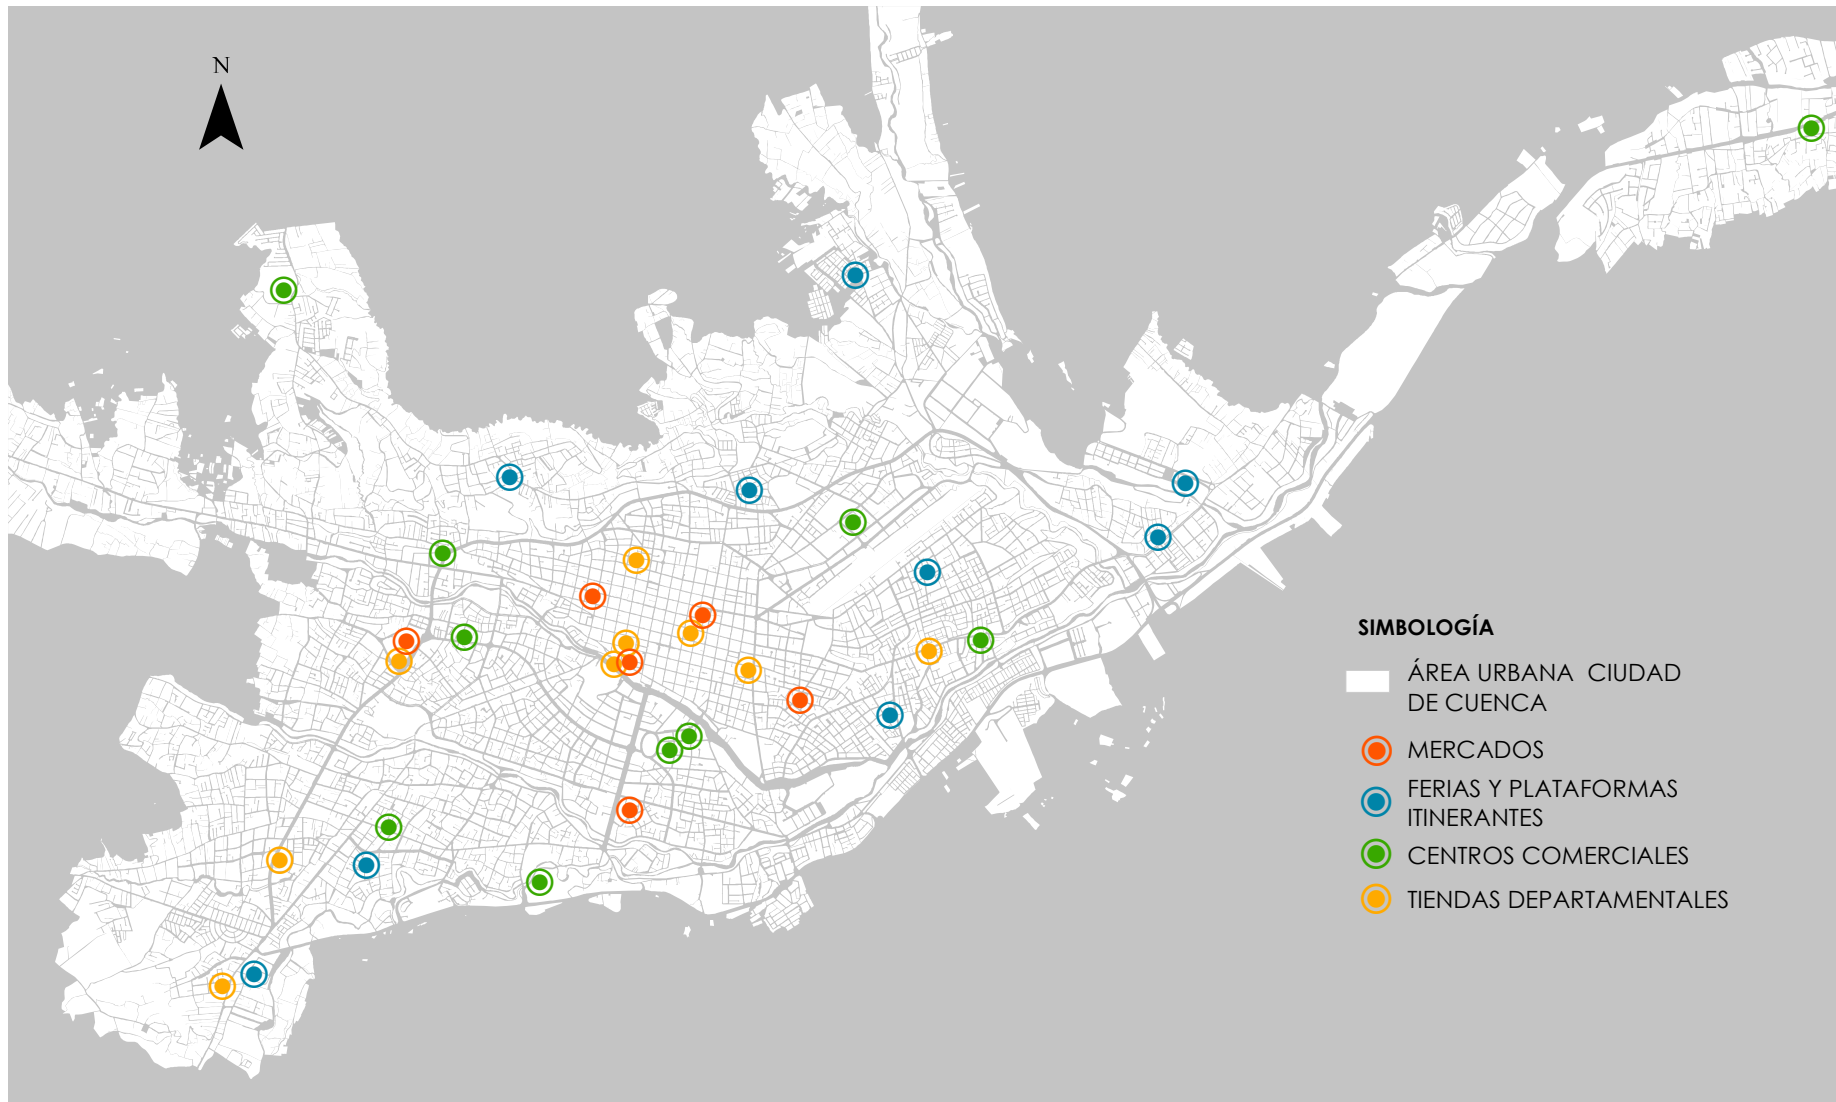 N
SIMBOLOGÍA
ÁREA URBANA CIUDAD
DE CUENCA
MERCADOS
FERIAS Y PLATAFORMAS
ITINERANTES
CENTROS COMERCIALES
TIENDAS DEPARTAMENTALES